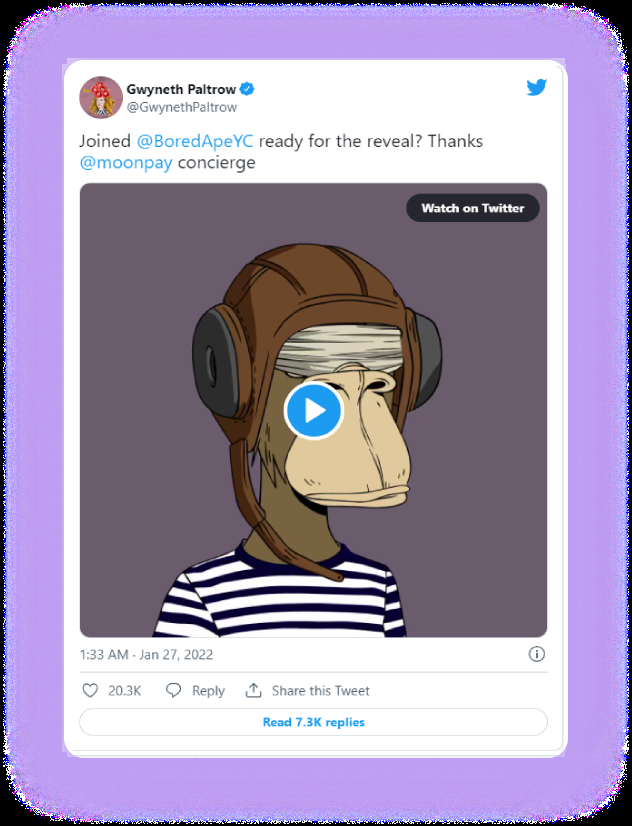 Gwyneth Paltrow
@GwynethPaltrow
Joined @BoredApeYC ready for the reveal? Thanks
@moonpay concierge
Watch on Twitter
1:33 AM · Jan 27, 2022
20.3K Reply Share this Tweet
Read 7.3K replies